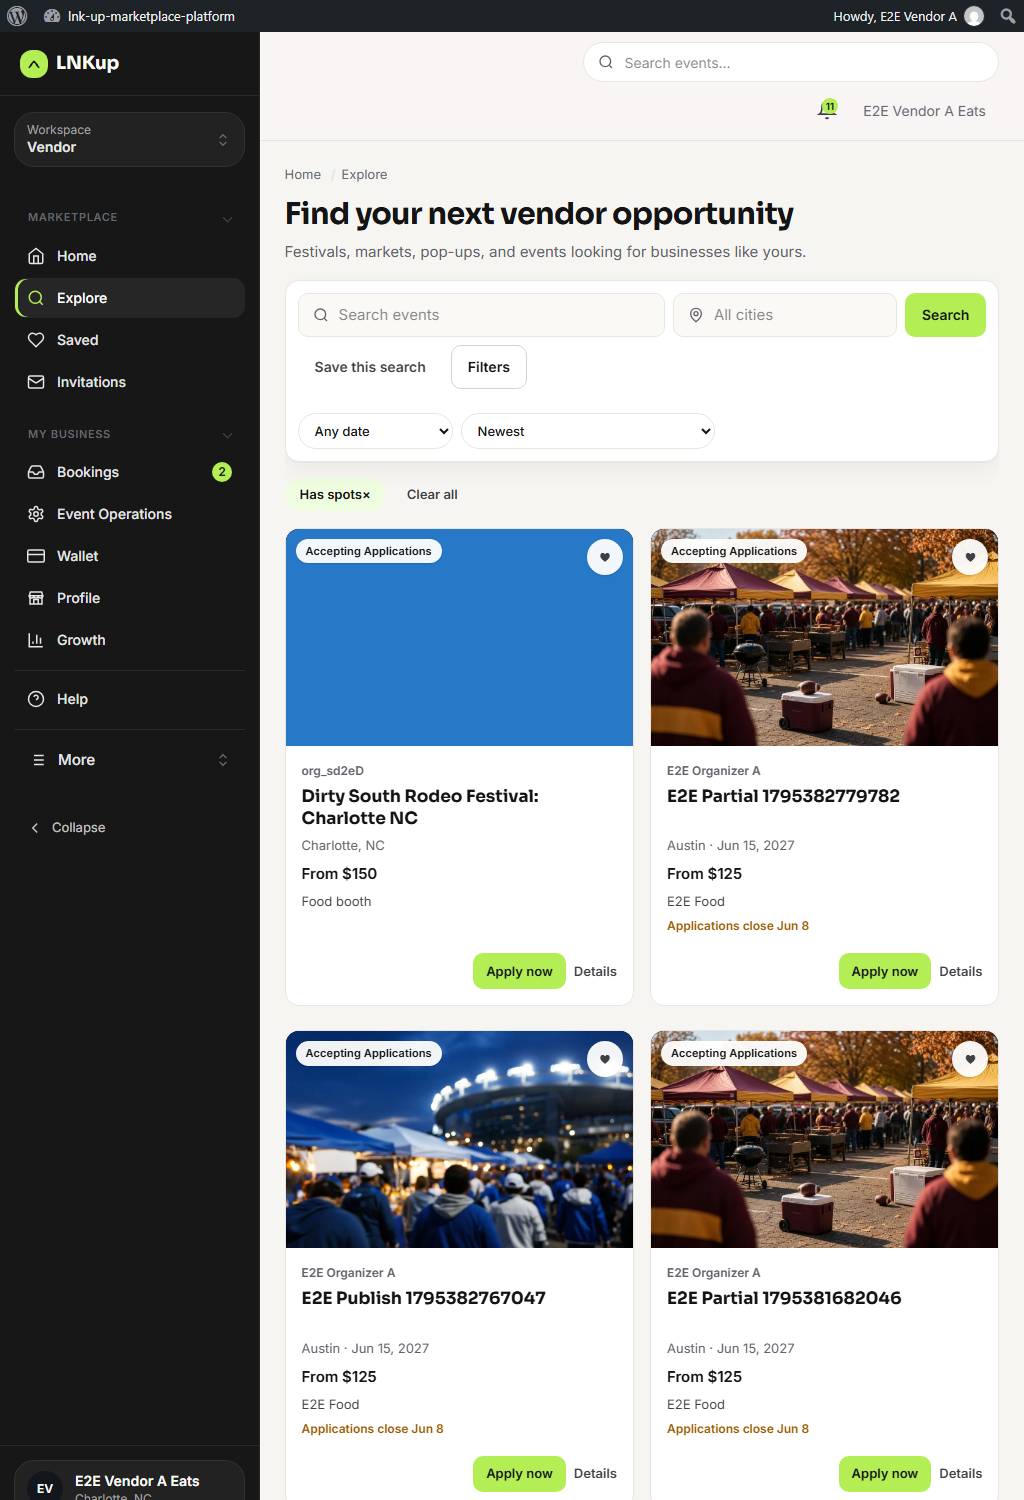 lnk-up-marketplace-platform
Howdy, E2E Vendor A
LNKup
Workspace
Vendor
MARKETPLACE
Home
Explore
Saved
Invitations
MY BUSINESS
Bookings
2
Event Operations
Wallet
Profile
Growth
Help
More
Collapse
EV
E2E Vendor A Eats
Charlotte, NC
Search events...
11
E2E Vendor A Eats
Home / Explore
Find your next vendor opportunity
Festivals, markets, pop-ups, and events looking for businesses like yours.
Search events
All cities
Search
Save this search
Filters
Any date
Newest
Has spots×
Clear all
Accepting Applications
org_sd2eD
Dirty South Rodeo Festival:
Charlotte NC
Charlotte, NC
From $150
Food booth
Apply now
Details
Accepting Applications
E2E Organizer A
E2E Partial 1795382779782
Austin · Jun 15, 2027
From $125
E2E Food
Applications close Jun 8
Apply now
Details
Accepting Applications
E2E Organizer A
E2E Publish 1795382767047
Austin · Jun 15, 2027
From $125
E2E Food
Applications close Jun 8
Apply now
Details
Accepting Applications
E2E Organizer A
E2E Partial 1795381682046
Austin · Jun 15, 2027
From $125
E2E Food
Applications close Jun 8
Apply now
Details